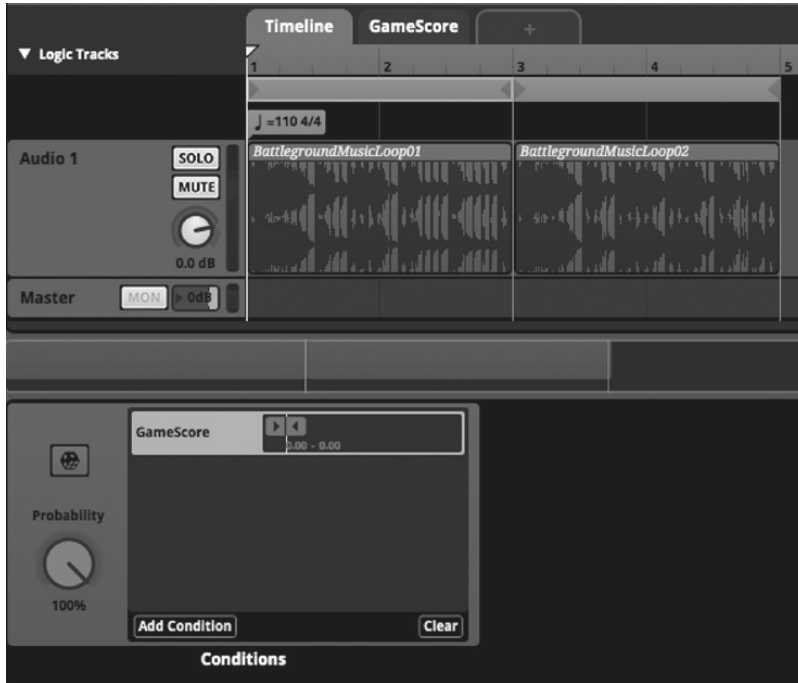 Timeline GameScore +
▼ Logic Tracks
1 2 3 4 5
♩=110 4/4
Audio 1 SOLO BattlegroundMusicLoop01 BattlegroundMusicLoop02
MUTE
0.0 dB
Master MON 0dB
GameScore
0.00 - 0.00
Probability
100%
Add Condition Clear
Conditions